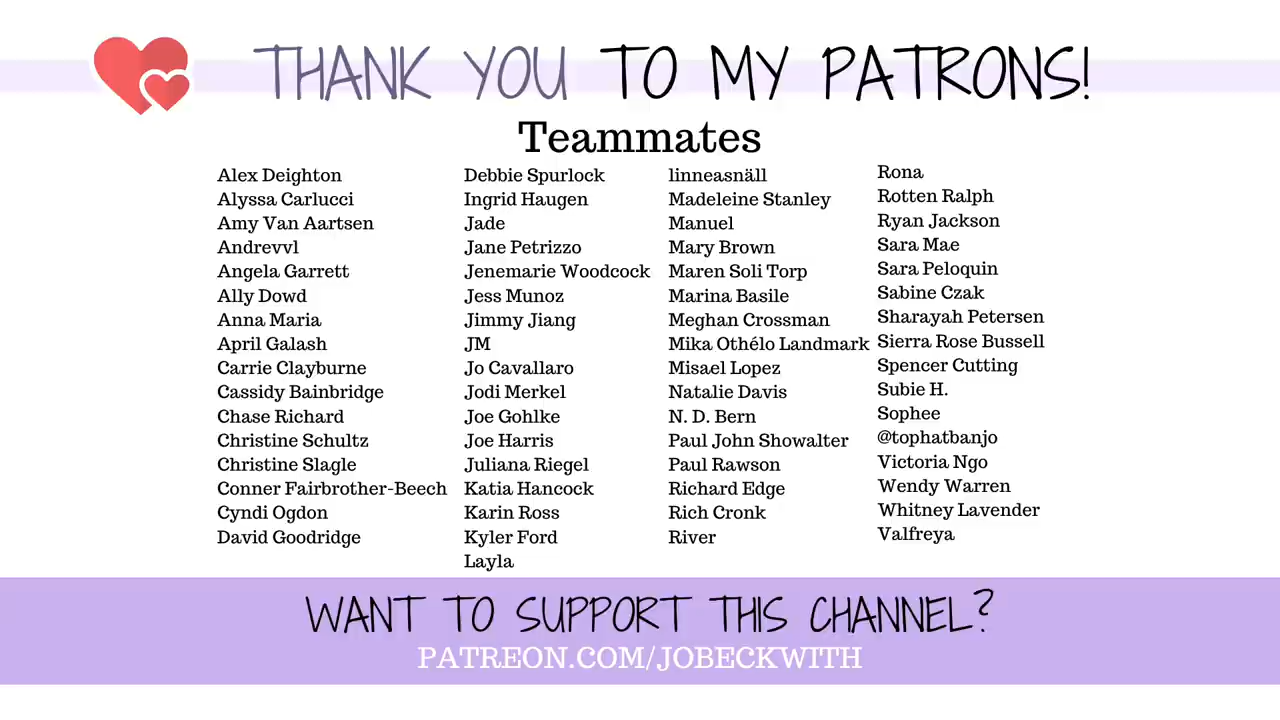 THANK YOU TO MY PATRONS!
Teammates
Alex Deighton
Alyssa Carlucci
Amy Van Aartsen
Andrevvl
Angela Garrett
Ally Dowd
Anna Maria
April Galash
Carrie Clayburne
Cassidy Bainbridge
Chase Richard
Christine Schultz
Christine Slagle
Conner Fairbrother-Beech
Cyndi Ogdon
David Goodridge
Debbie Spurlock
Ingrid Haugen
Jade
Jane Petrizzo
Jenemarie Woodcock
Jess Munoz
Jimmy Jiang
JM
Jo Cavallaro
Jodi Merkel
Joe Gohlke
Joe Harris
Juliana Riegel
Katia Hancock
Karin Ross
Kyler Ford
Layla
linneasnäll
Madeleine Stanley
Manuel
Mary Brown
Maren Soli Torp
Marina Basile
Meghan Crossman
Mika Othélo Landmark
Misael Lopez
Natalie Davis
N. D. Bern
Paul John Showalter
Paul Rawson
Richard Edge
Rich Cronk
River
Rona
Rotten Ralph
Ryan Jackson
Sara Mae
Sara Peloquin
Sabine Czak
Sharayah Petersen
Sierra Rose Bussell
Spencer Cutting
Subie H.
Sophee
@tophatbanjo
Victoria Ngo
Wendy Warren
Whitney Lavender
Valfreya
WANT TO SUPPORT THIS CHANNEL?
PATREON.COM/JOBECKWITH